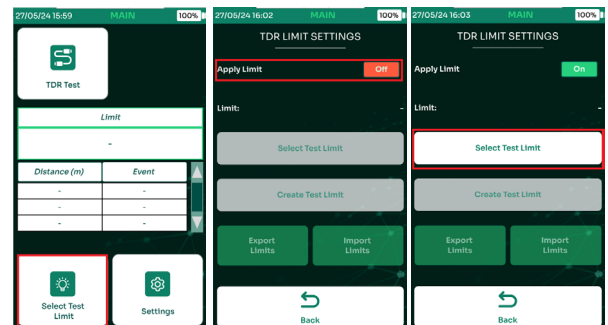 27/05/24 15:59 MAIN 100%
TDR Test
Limit
-
Distance (m) Event
- -
- -
- -
Select Test
Limit
Settings
27/05/24 16:02 MAIN 100%
TDR LIMIT SETTINGS
Apply Limit Off
Limit: -
Select Test Limit
Create Test Limit
Export
Limits
Import
Limits
Back
27/05/24 16:03 MAIN 100%
TDR LIMIT SETTINGS
Apply Limit On
Limit: -
Select Test Limit
Create Test Limit
Export
Limits
Import
Limits
Back